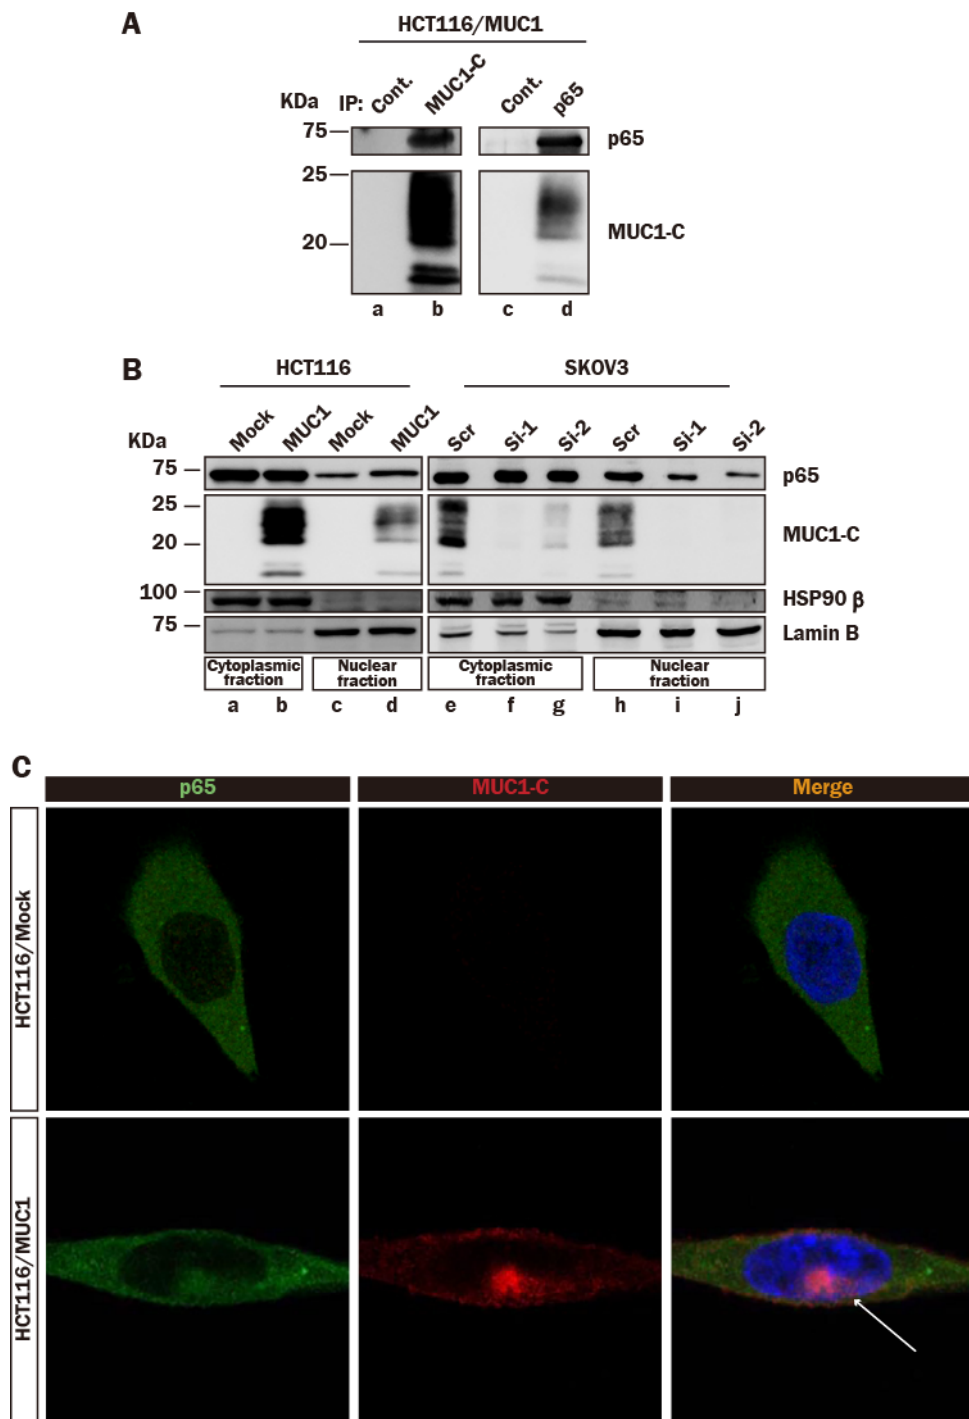 A
HCT116/MUC1
KDa IP: Cont. MUC1-C Cont. p65
75 p65
25
20 MUC1-C
a b c d
B
HCT116 SKOV3
KDa Mock MUC1 Mock MUC1 Scr Si-1 Si-2 Scr Si-1 Si-2
75 p65
25
20 MUC1-C
100 HSP90 β
75 Lamin B
Cytoplasmic fraction Nuclear fraction Cytoplasmic fraction Nuclear fraction
a b c d e f g h i j
C
p65 MUC1-C Merge
HCT116/Mock
HCT116/MUC1